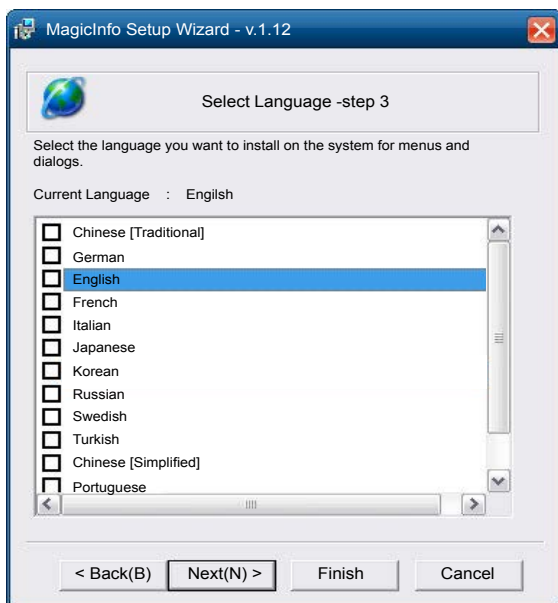 MagicInfo Setup Wizard - v.1.12
Select Language -step 3
Select the language you want to install on the system for menus and
dialogs.
Current Language : Engilsh
Chinese [Traditional]
German
English
French
Italian
Japanese
Korean
Russian
Swedish
Turkish
Chinese [Simplified]
Portuguese
< Back(B) Next(N) > Finish Cancel